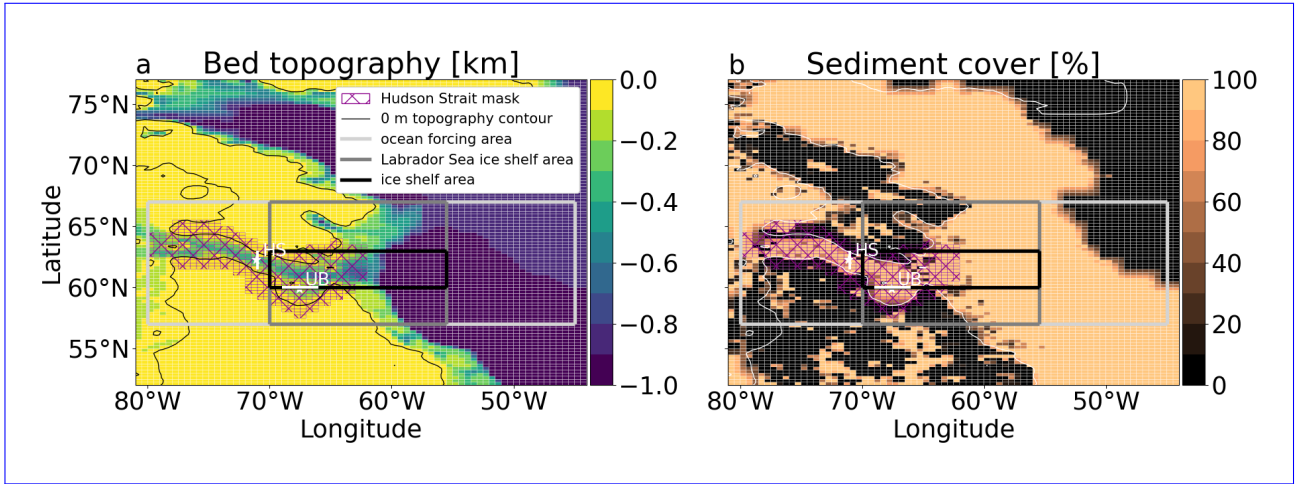 a Bed topography [km]
Hudson Strait mask
0 m topography contour
ocean forcing area
Labrador Sea ice shelf area
ice shelf area
HS
UB
75°N
70°N
65°N
60°N
55°N
Latitude
80°W 70°W 60°W 50°W
Longitude
0.0
−0.2
−0.4
−0.6
−0.8
−1.0
b Sediment cover [%]
HS
UB
80°W 70°W 60°W 50°W
Longitude
100
80
60
40
20
0